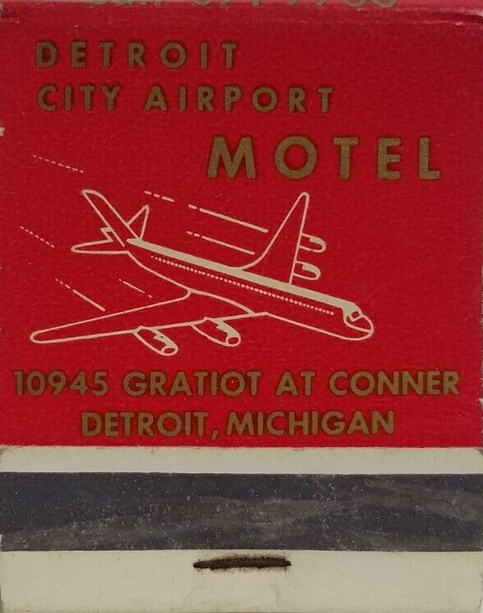 DETROIT
CITY AIRPORT
MOTEL
10945 GRATIOT AT CONNER
DETROIT, MICHIGAN